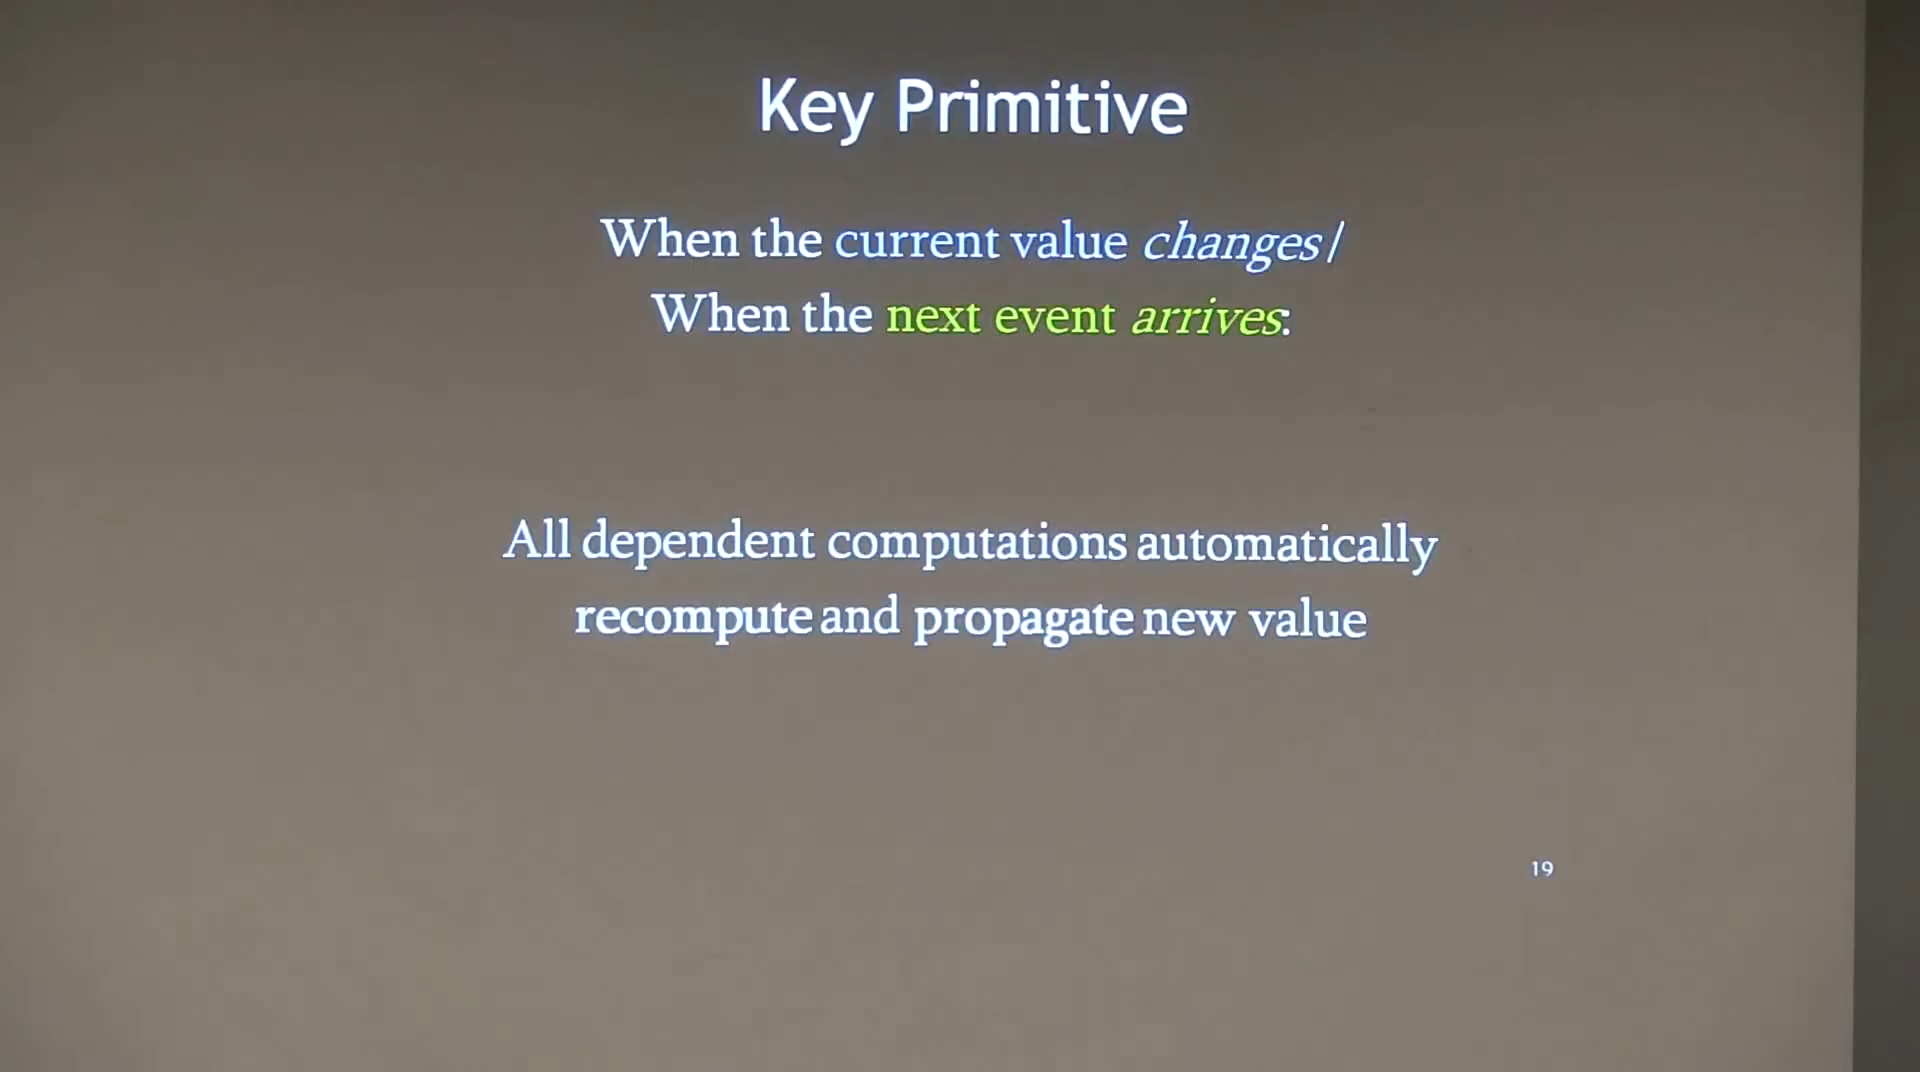 Key Primitive
When the current value changes/
When the next event arrives:
All dependent computations automatically
recompute and propagate new value
19